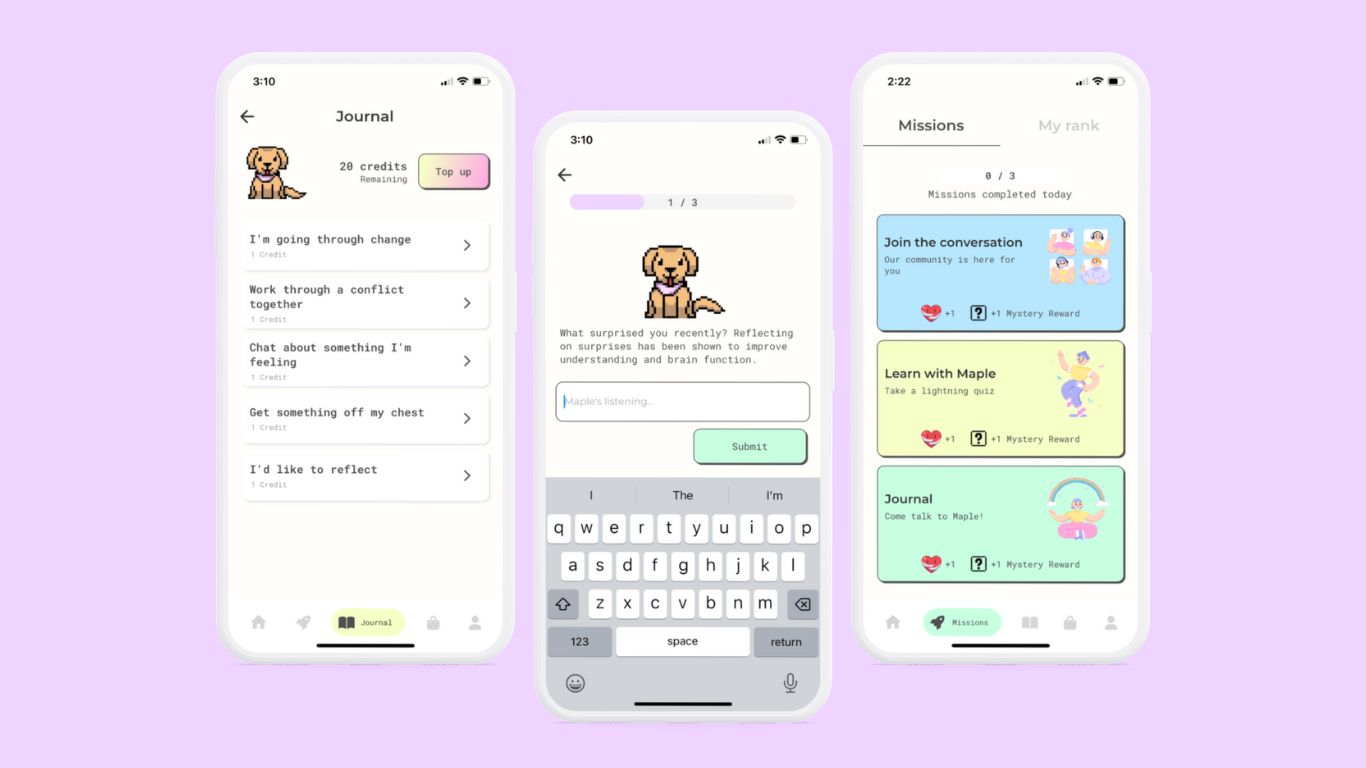 3:10
Journal
20 credits
Remaining
Top up
I'm going through change
1 Credit
Work through a conflict
together
1 Credit
Chat about something I'm
feeling
1 Credit
Get something off my chest
1 Credit
I'd like to reflect
1 Credit
Journal
3:10
1 / 3
What surprised you recently? Reflecting
on surprises has been shown to improve
understanding and brain function.
Maple's listening...
Submit
I The I'm
q w e r t y u i o p
a s d f g h j k l
z x c v b n m
123 space return
2:22
Missions My rank
0 / 3
Missions completed today
Join the conversation
Our community is here for
you
+1 ? +1 Mystery Reward
Learn with Maple
Take a lightning quiz
+1 ? +1 Mystery Reward
Journal
Come talk to Maple!
+1 ? +1 Mystery Reward
Missions